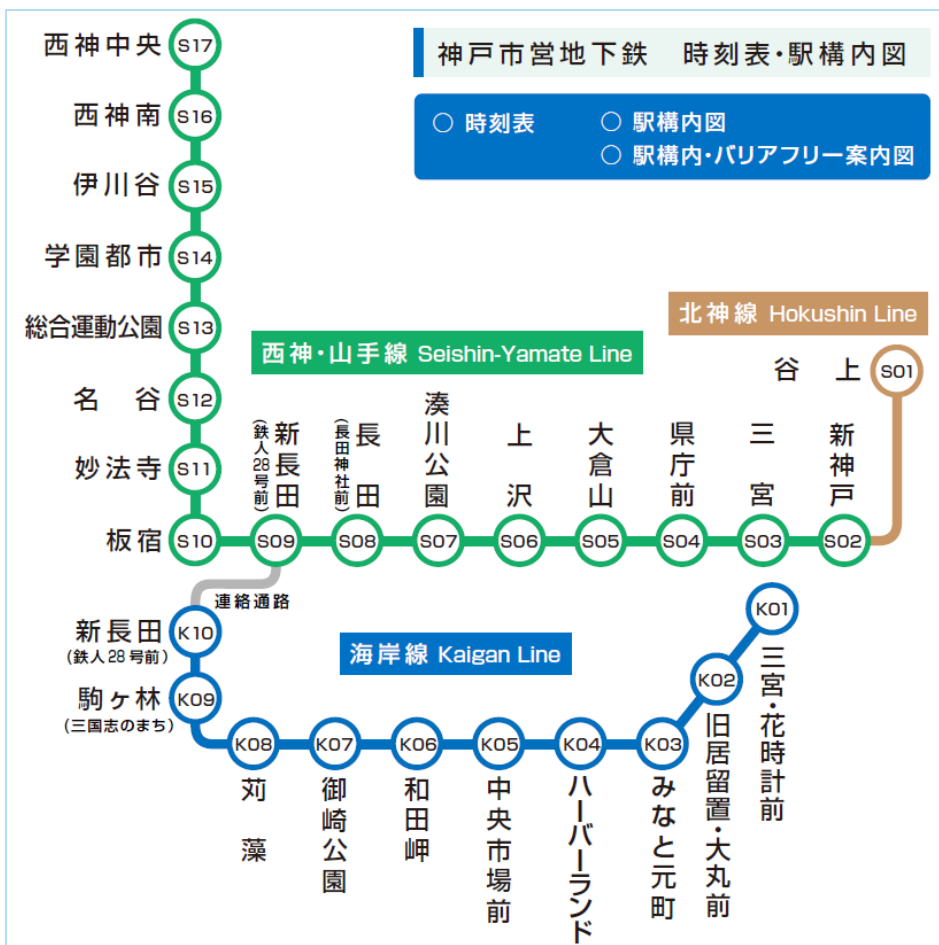 神戸市営地下鉄 時刻表・駅構内図
○ 時刻表
○ 駅構内図
○ 駅構内・バリアフリー案内図
西神中央 S17
西神南 S16
伊川谷 S15
学園都市 S14
総合運動公園 S13
名谷 S12
妙法寺 S11
板宿 S10
西神・山手線 Seishin-Yamate Line
北神線 Hokushin Line
新長田
(鉄人28号前)
S09
長田
(長田神社前)
S08
湊川公園
S07
上沢
S06
大倉山
S05
県庁前
S04
三宮
S03
新神戸
S02
谷上 S01
連絡通路
海岸線 Kaigan Line
新長田 K10
(鉄人28号前)
駒ヶ林 K09
(三国志のまち)
K08
苅藻
K07
御崎公園
K06
和田岬
K05
中央市場前
K04
ハーバーランド
K03
みなと元町
K02
旧居留置・大丸前
K01
三宮・花時計前